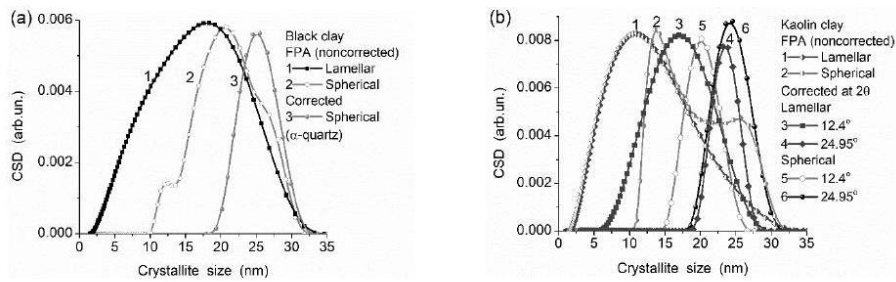 (a)
0.006
0.004
0.002
0.000
CSD (arb.un.)
0 5 10 15 20 25 30 35
Crystallite size (nm)
1
2
3
Black clay
FPA (noncorrected)
1 Lamellar
2 Spherical
Corrected
3 Spherical
(α-quartz)
(b)
0.008
0.006
0.004
0.002
0.000
CSD (arb.un.)
0 5 10 15 20 25 30 35
Crystallite size (nm)
1
2
3
5
4
6
Kaolin clay
FPA (noncorrected)
1 Lamellar
2 Spherical
Corrected at 2θ
Lamellar
3 12.4°
4 24.95°
Spherical
5 12.4°
6 24.95°